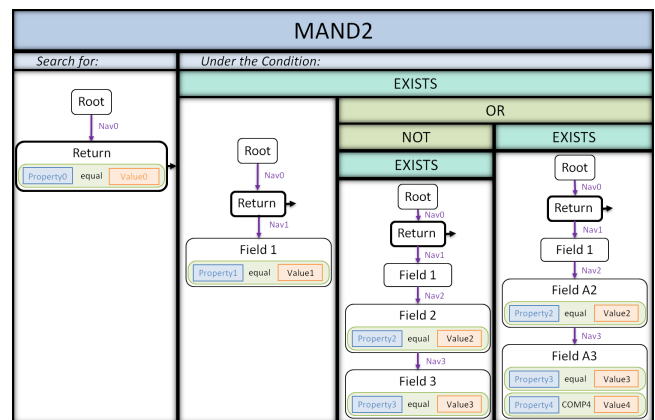 MAND2
Search for:
Under the Condition:
EXISTS
OR
NOT
EXISTS
EXISTS
Root
Nav0
Return
Property0 equal Value0
Root
Nav0
Return
Nav1
Field 1
Property1 equal Value1
Root
Nav0
Return
Nav1
Field 1
Nav2
Field 2
Property2 equal Value2
Nav3
Field 3
Property3 equal Value3
Root
Nav0
Return
Nav1
Field 1
Nav2
Field A2
Property2 equal Value2
Nav3
Field A3
Property3 equal Value3
Property4 COMP4 Value4